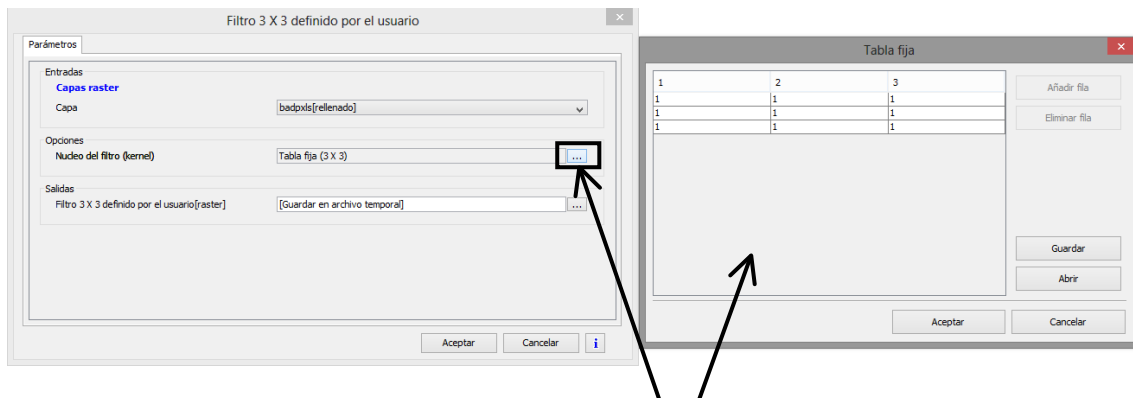 Filtro 3 X 3 definido por el usuario
Parámetros
Entradas
Capas raster
Capa
badpxls[rellenado]
Opciones
Nudeo del filtro (kernel)
Tabla fija (3 X 3)
...
Salidas
Filtro 3 X 3 definido por el usuario[raster]
[Guardar en archivo temporal]
...
Aceptar
Cancelar
i
Tabla fija
1 2 3
1 1 1
1 1 1
1 1 1
Añadir fila
Eliminar fila
Guardar
Abrir
Aceptar
Cancelar